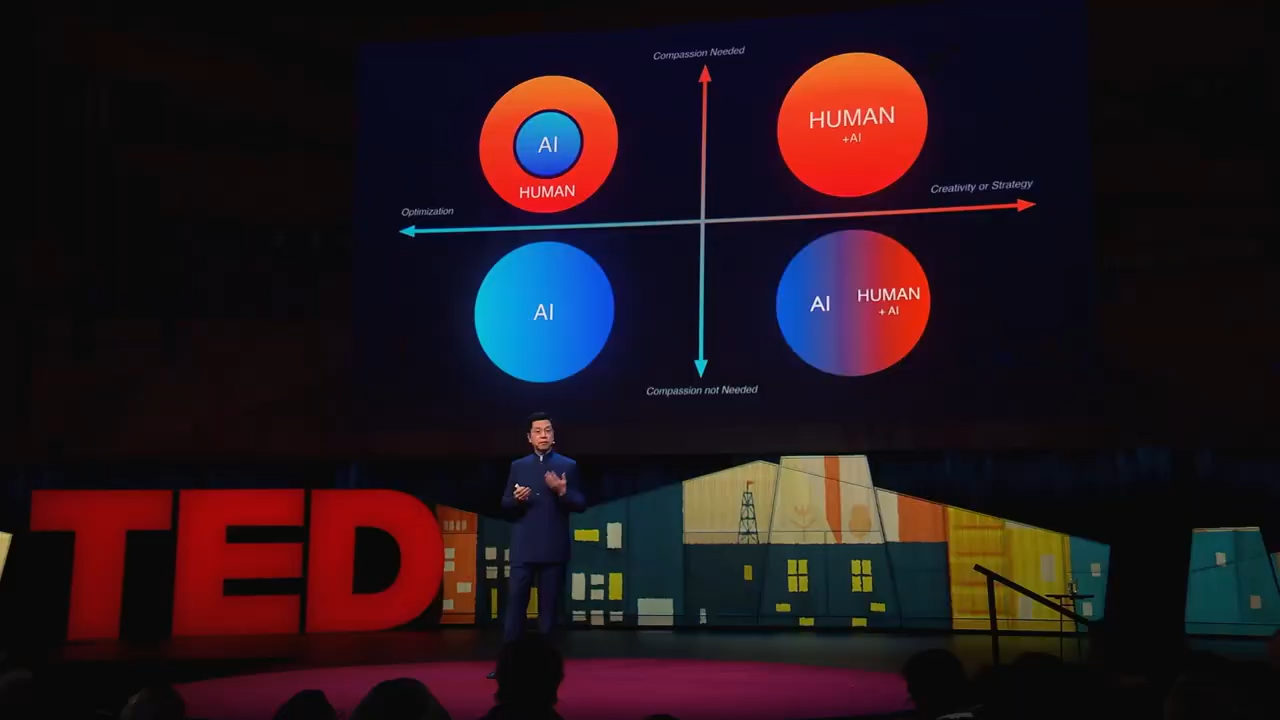 Compassion Needed
AI
HUMAN
HUMAN
+AI
Optimization
Creativity or Strategy
AI
AI
HUMAN
+ AI
Compassion not Needed
TED